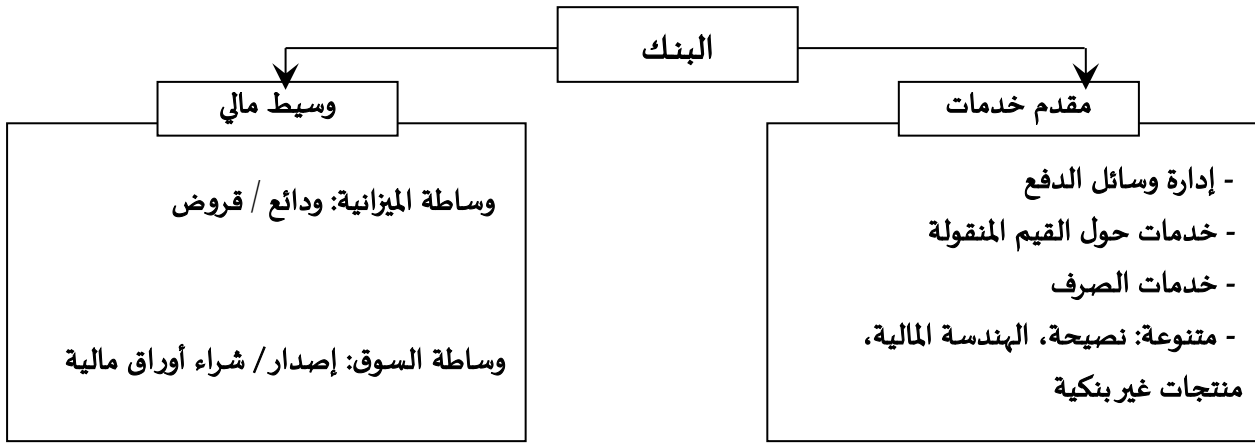 البنك
مقدم خدمات
- إدارة وسائل الدفع
- خدمات حول القيم المنقولة
- خدمات الصرف
- متنوعة: نصيحة، الهندسة المالية،
منتجات غير بنكية
وسيط مالي
وساطة الميزانية: ودائع / قروض
وساطة السوق: إصدار / شراء أوراق مالية